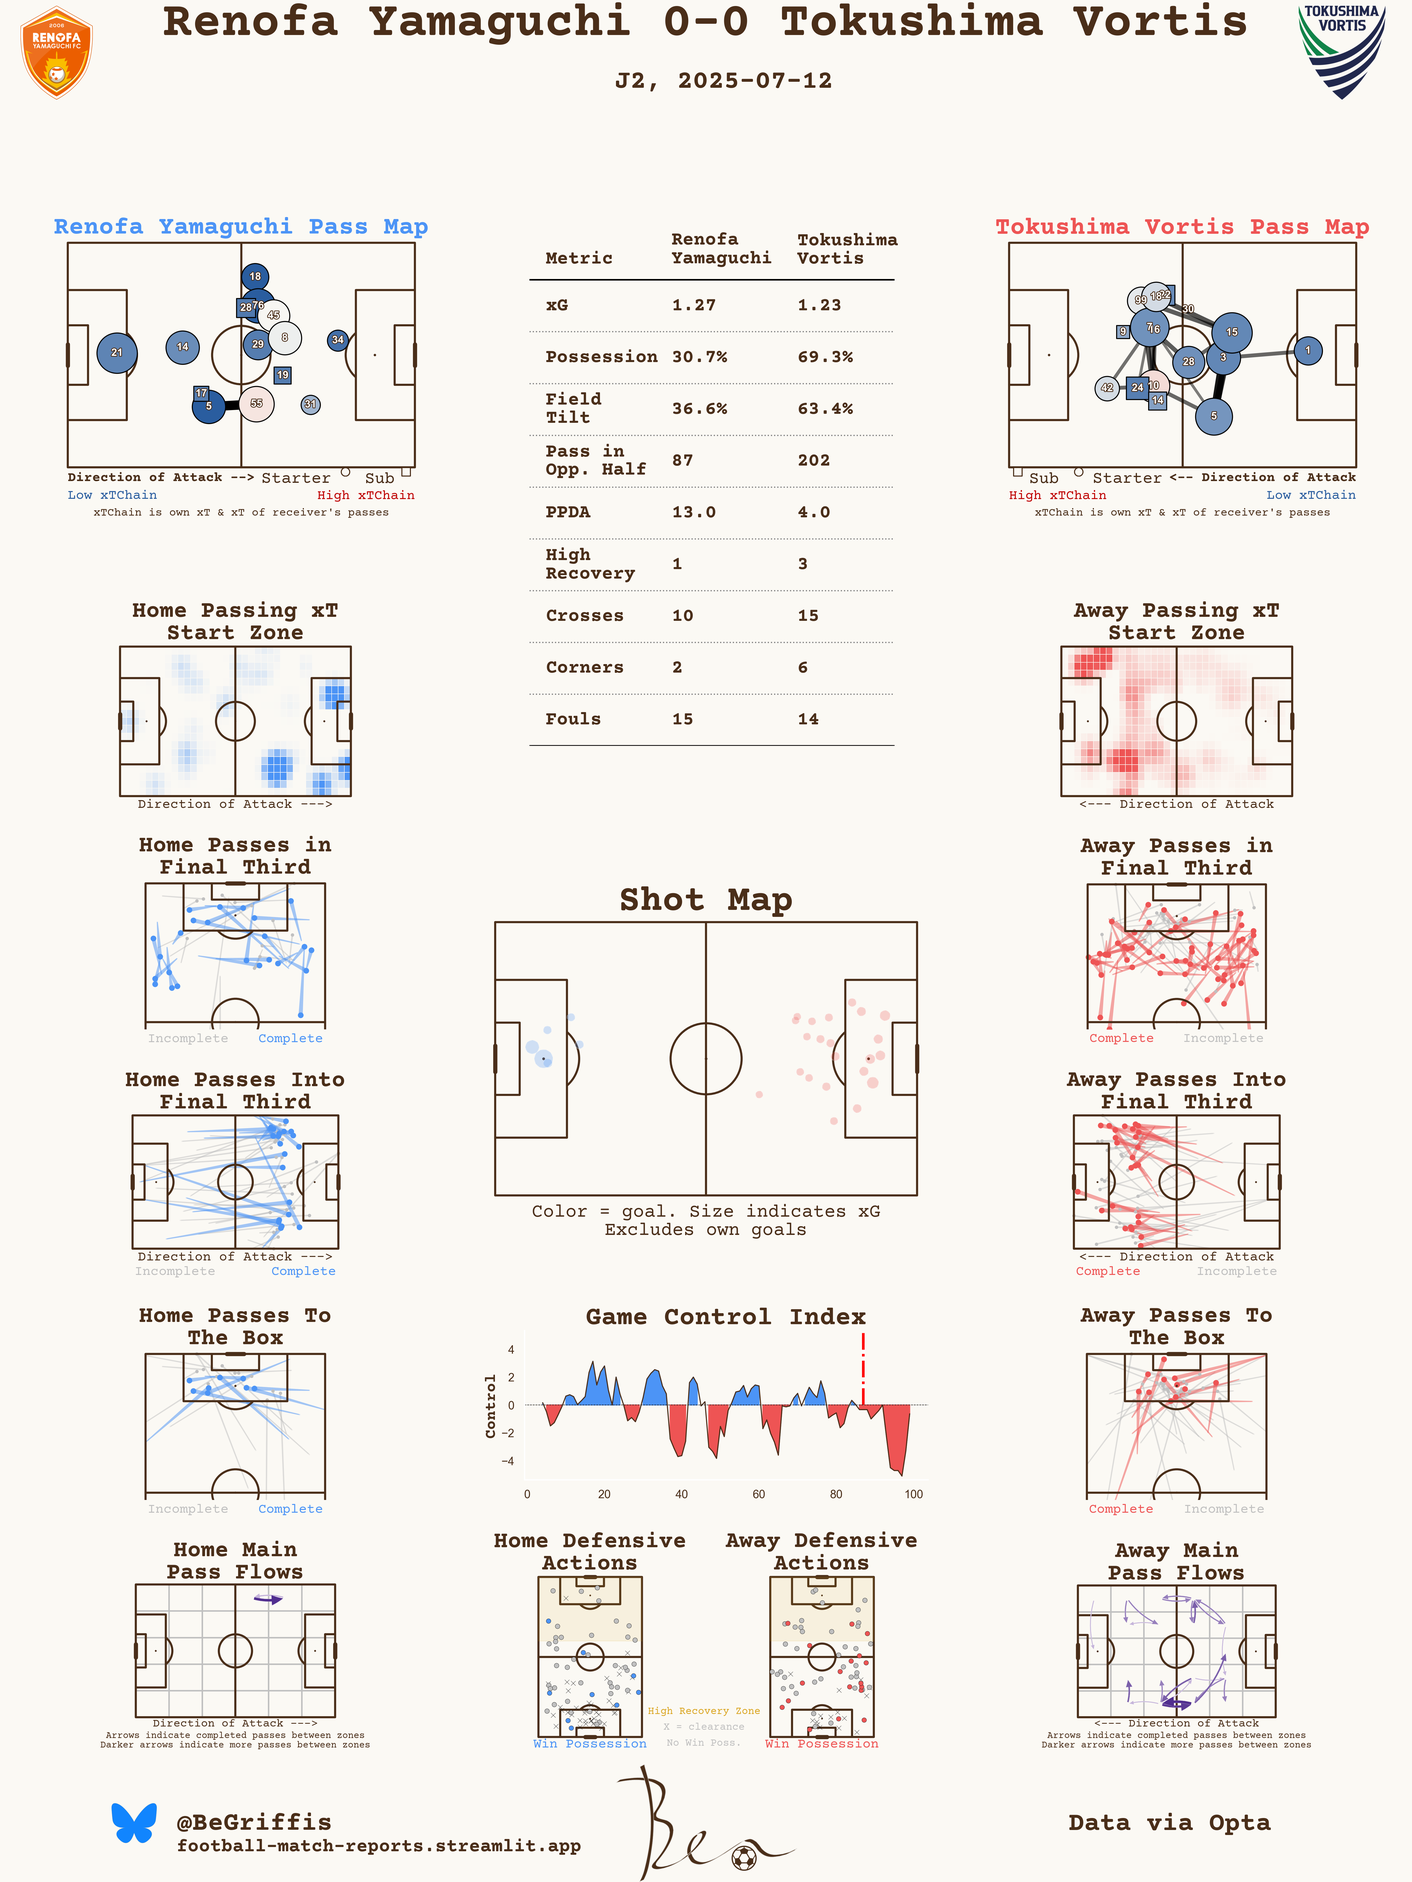 Renofa Yamaguchi 0-0 Tokushima Vortis
J2, 2025-07-12
2006
RENOFA
YAMAGUCHI FC
TOKUSHIMA
VORTIS
Renofa Yamaguchi Pass Map
18
28
76
45
8
29
34
21
14
19
17
5
55
31
Direction of Attack --> Starter Sub
Low xTChain High xTChain
xTChain is own xT & xT of receiver's passes
Metric Renofa Yamaguchi Tokushima Vortis
xG 1.27 1.23
Possession 30.7% 69.3%
Field Tilt 36.6% 63.4%
Pass in Opp. Half 87 202
PPDA 13.0 4.0
High Recovery 1 3
Crosses 10 15
Corners 2 6
Fouls 15 14
Tokushima Vortis Pass Map
99
18
22
30
7
16
9
15
28
3
1
42
24
10
14
5
Sub Starter <-- Direction of Attack
High xTChain Low xTChain
xTChain is own xT & xT of receiver's passes
Home Passing xT
Start Zone
Direction of Attack --->
Away Passing xT
Start Zone
<--- Direction of Attack
Home Passes in
Final Third
Incomplete Complete
Away Passes in
Final Third
Complete Incomplete
Shot Map
Color = goal. Size indicates xG
Excludes own goals
Home Passes Into
Final Third
Direction of Attack --->
Incomplete Complete
Away Passes Into
Final Third
<--- Direction of Attack
Complete Incomplete
Home Passes To
The Box
Incomplete Complete
Game Control Index
Control
4
2
0
−2
−4
0 20 40 60 80 100
Away Passes To
The Box
Complete Incomplete
Home Main
Pass Flows
Direction of Attack --->
Arrows indicate completed passes between zones
Darker arrows indicate more passes between zones
Home Defensive
Actions
Win Possession
High Recovery Zone
X = clearance
No Win Poss.
Away Defensive
Actions
Win Possession
Away Main
Pass Flows
<--- Direction of Attack
Arrows indicate completed passes between zones
Darker arrows indicate more passes between zones
@BeGriffis
football-match-reports.streamlit.app
Ben
Data via Opta